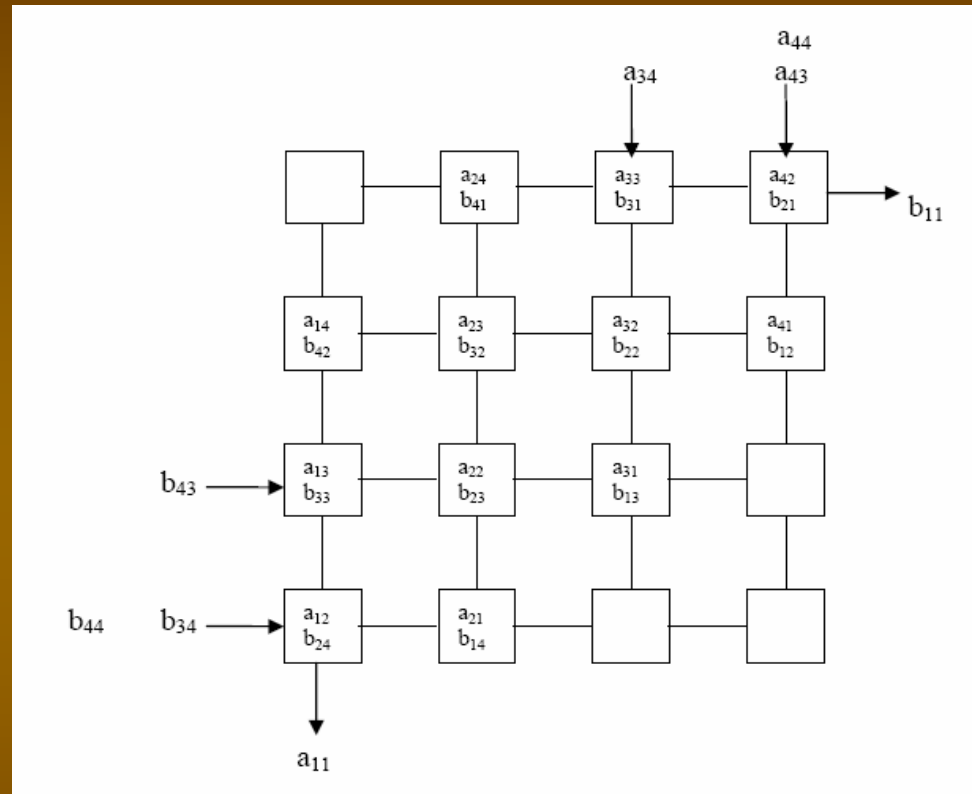 a₄₄
a₃₄ a₄₃
a₂₄ a₃₃ a₄₂
b₄₁ b₃₁ b₂₁
b₁₁
a₁₄ a₂₃ a₃₂ a₄₁
b₄₂ b₃₂ b₂₂ b₁₂
a₁₃ a₂₂ a₃₁
b₄₃ b₃₃ b₂₃ b₁₃
a₁₂ a₂₁
b₄₄ b₃₄ b₂₄ b₁₄
a₁₁